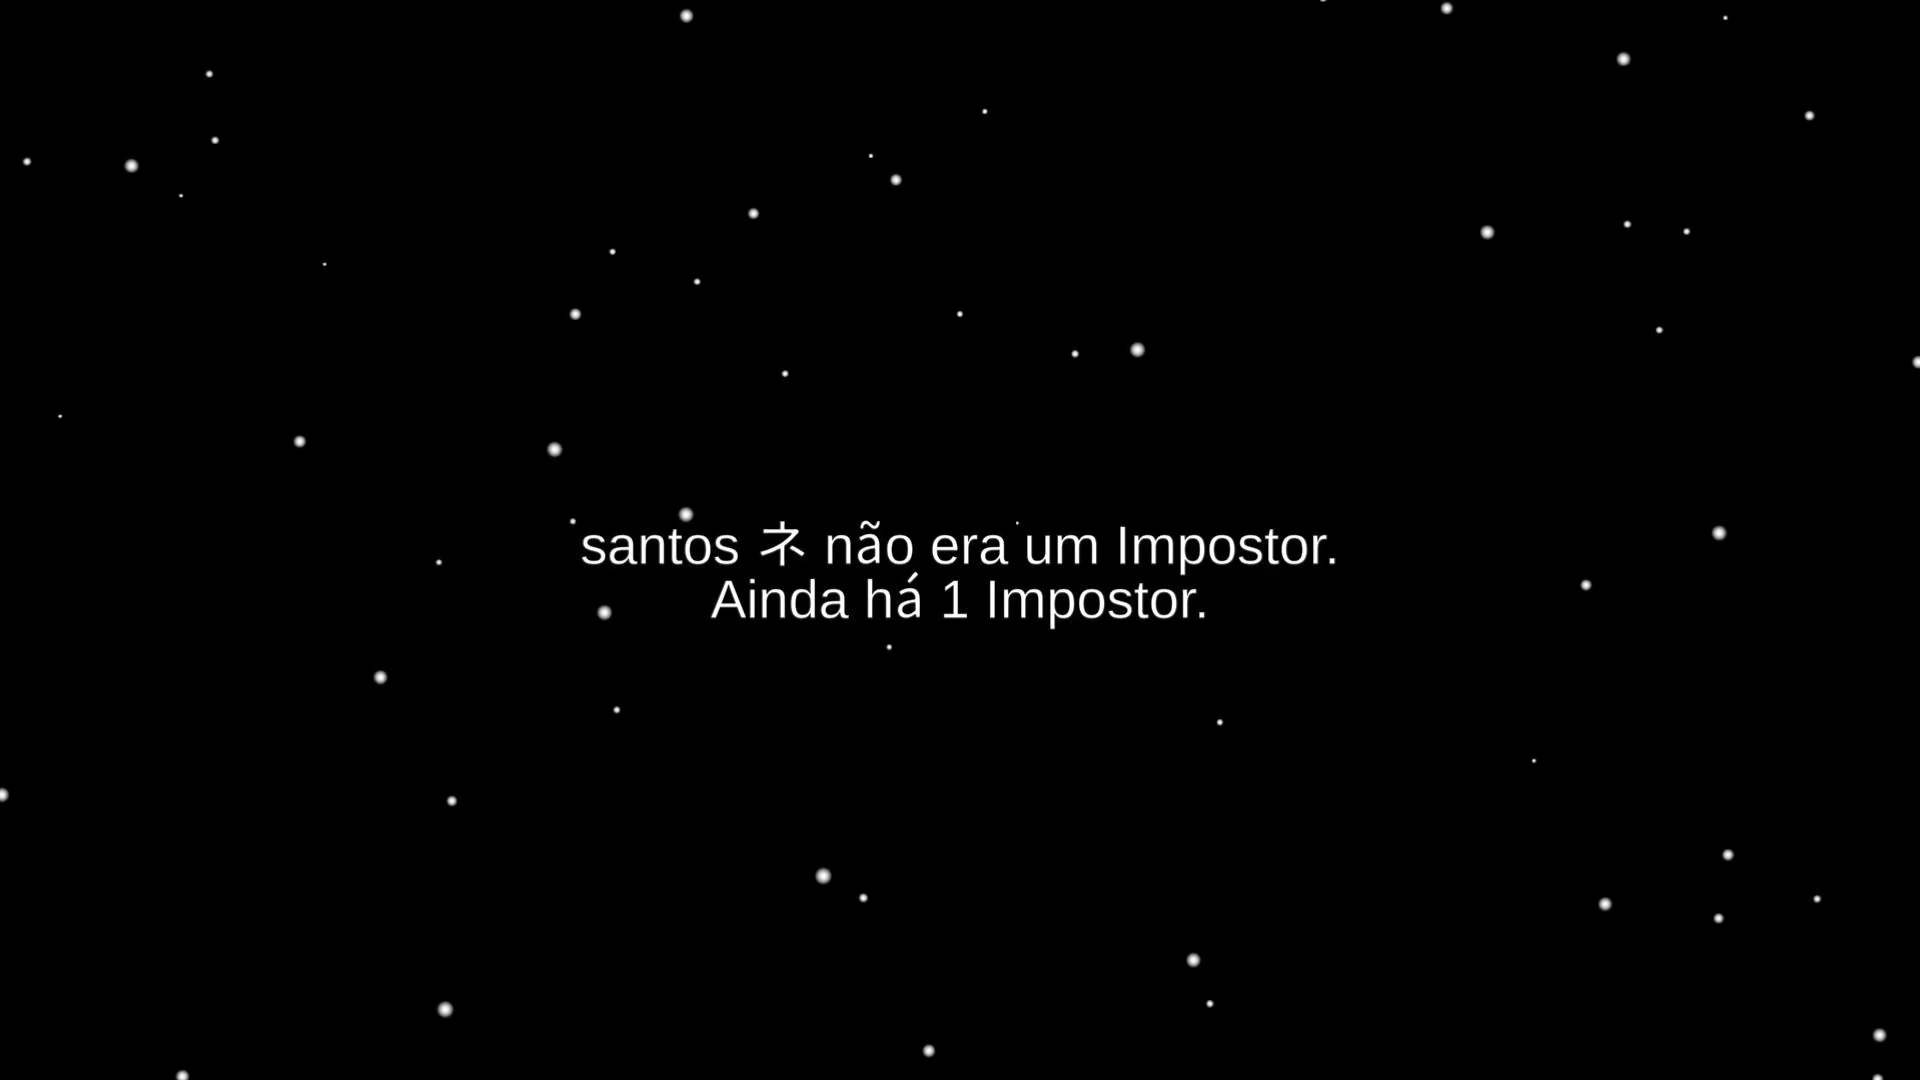 santos ネ não era um Impostor.
Ainda há 1 Impostor.